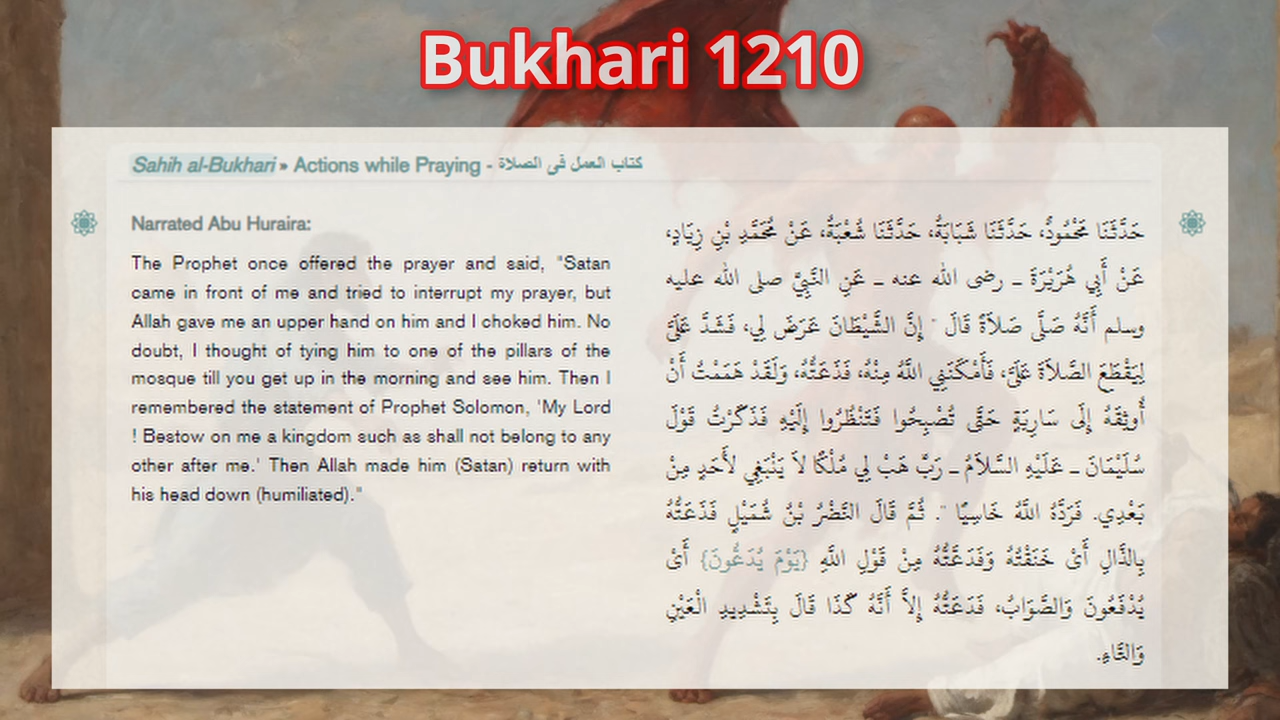 Bukhari 1210
Sahih al-Bukhari » Actions while Praying - كتاب العمل فى الصلاة
Narrated Abu Huraira:
The Prophet once offered the prayer and said, "Satan
came in front of me and tried to interrupt my prayer, but
Allah gave me an upper hand on him and I choked him. No
doubt, I thought of tying him to one of the pillars of the
mosque till you get up in the morning and see him. Then I
remembered the statement of Prophet Solomon, 'My Lord
! Bestow on me a kingdom such as shall not belong to any
other after me.' Then Allah made him (Satan) return with
his head down (humiliated)."
حَدَّثَنَا مَحْمُودٌ، حَدَّثَنَا شَبَابَةُ، حَدَّثَنَا شُعْبَةُ، عَنْ مُحَمَّدِ بْنِ زِيَادٍ،
عَنْ أَبِي هُرَيْرَةَ ـ رضى الله عنه ـ عَنِ النَّبِيِّ صلى الله عليه
وسلم أَنَّهُ صَلَّى صَلاَةً قَالَ " إِنَّ الشَّيْطَانَ عَرَضَ لِي، فَشَدَّ عَلَىَّ
لِيَقْطَعَ الصَّلاَةَ عَلَىَّ، فَأَمْكَنَنِي اللَّهُ مِنْهُ، فَذَعَتُّهُ، وَلَقَدْ هَمَمْتُ أَنْ
أُوثِقَهُ إِلَى سَارِيَةٍ حَتَّى تُصْبِحُوا فَتَنْظُرُوا إِلَيْهِ فَذَكَرْتُ قَوْلَ
سُلَيْمَانَ ـ عَلَيْهِ السَّلاَمُ ـ رَبِّ هَبْ لِي مُلْكًا لاَ يَنْبَغِي لأَحَدٍ مِنْ
بَعْدِي. فَرَدَّهُ اللَّهُ خَاسِيًا ". ثُمَّ قَالَ النَّضْرُ بْنُ شُمَيْلٍ فَذَعَتُّهُ
بِالذَّالِ أَىْ خَنَقْتُهُ وَفَدَعَّتُّهُ مِنْ قَوْلِ اللَّهِ {يَوْمَ يُدَعُّونَ} أَىْ
يُدْفَعُونَ وَالصَّوَابُ، فَدَعَتُّهُ إِلاَّ أَنَّهُ كَذَا قَالَ بِتَشْدِيدِ الْعَيْنِ
وَالتَّاءِ.